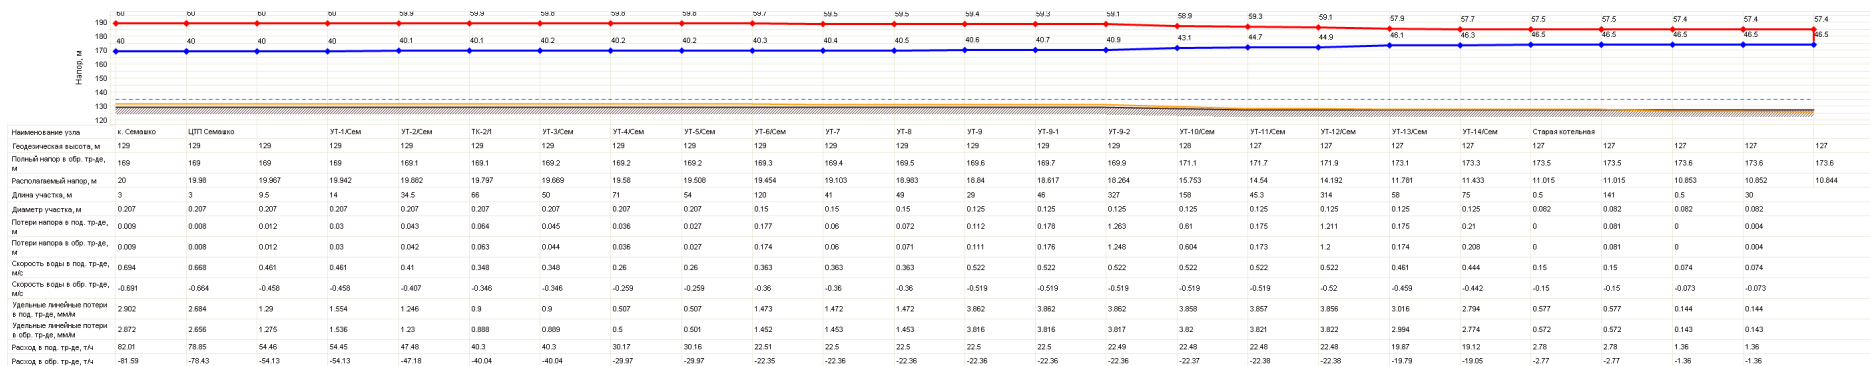 60 60 60 60 59.9 59.9 59.8 59.8 59.8 59.7 59.5 59.5 59.4 59.3 59.1 58.9 59.3 59.1 57.9 57.7 57.5 57.5 57.4 57.4 57.4
40 40 40 40 40.1 40.1 40.2 40.2 40.2 40.3 40.4 40.5 40.6 40.7 40.9 43.1 44.7 44.9 46.1 46.3 46.5 46.5 46.5 46.5 46.5
Напор, м
190
180
170
160
150
140
130
120
Наименование узла к. Семашко ЦТП Семашко УТ-1/Сем УТ-2/Сем ТК-2/1 УТ-3/Сем УТ-4/Сем УТ-5/Сем УТ-6/Сем УТ-7 УТ-8 УТ-9 УТ-9-1 УТ-9-2 УТ-10/Сем УТ-11/Сем УТ-12/Сем УТ-13/Сем УТ-14/Сем Старая котельная
Геодезическая высота, м 129 129 129 129 129 129 129 129 129 129 129 129 129 129 129 128 127 127 127 127 127 127 127 127 127
Полный напор в обр. тр-де, м 169 169 169 169 169.1 169.1 169.2 169.2 169.2 169.3 169.4 169.5 169.6 169.7 169.9 171.1 171.7 171.9 173.1 173.3 173.5 173.5 173.6 173.6 173.6
Располагаемый напор, м 20 19.98 19.967 19.942 19.882 19.797 19.669 19.58 19.508 19.454 19.103 18.983 18.84 18.617 18.264 15.753 14.54 14.192 11.781 11.433 11.015 11.015 10.853 10.852 10.844
Длина участка, м 3 3 9.5 14 34.5 66 50 71 54 120 41 49 29 46 327 158 45.3 314 58 75 0.5 141 0.5 30
Диаметр участка, м 0.207 0.207 0.207 0.207 0.207 0.207 0.207 0.207 0.207 0.15 0.15 0.15 0.125 0.125 0.125 0.125 0.125 0.125 0.125 0.125 0.082 0.082 0.082 0.082
Потери напора в под. тр-де, м 0.009 0.008 0.012 0.03 0.043 0.064 0.045 0.036 0.027 0.177 0.06 0.072 0.112 0.178 1.263 0.61 0.175 1.211 0.175 0.21 0 0.081 0 0.004
Потери напора в обр. тр-де, м 0.009 0.008 0.012 0.03 0.042 0.063 0.044 0.036 0.027 0.174 0.06 0.071 0.111 0.176 1.248 0.604 0.173 1.2 0.174 0.208 0 0.081 0 0.004
Скорость воды в под. тр-де, м/с 0.694 0.668 0.461 0.461 0.41 0.348 0.348 0.26 0.26 0.363 0.363 0.363 0.522 0.522 0.522 0.522 0.522 0.522 0.461 0.444 0.15 0.15 0.074 0.074
Скорость воды в обр. тр-де, м/с -0.691 -0.664 -0.458 -0.458 -0.407 -0.346 -0.346 -0.259 -0.259 -0.36 -0.36 -0.36 -0.519 -0.519 -0.519 -0.519 -0.519 -0.52 -0.459 -0.442 -0.15 -0.15 -0.073 -0.073
Удельные линейные потери в под. тр-де, мм/м 2.902 2.684 1.29 1.554 1.246 0.9 0.9 0.507 0.507 1.473 1.472 1.472 3.862 3.862 3.862 3.858 3.857 3.856 3.016 2.794 0.577 0.577 0.144 0.144
Удельные линейные потери в обр. тр-де, мм/м 2.872 2.656 1.275 1.536 1.23 0.888 0.889 0.5 0.501 1.452 1.453 1.453 3.816 3.816 3.817 3.82 3.821 3.822 2.994 2.774 0.572 0.572 0.143 0.143
Расход в под. тр-де, т/ч 82.01 78.85 54.46 54.45 47.48 40.3 40.3 30.17 30.16 22.51 22.5 22.5 22.5 22.5 22.49 22.48 22.48 22.48 19.87 19.12 2.78 2.78 1.36 1.36
Расход в обр. тр-де, т/ч -81.59 -78.43 -54.13 -54.13 -47.18 -40.04 -40.04 -29.97 -29.97 -22.35 -22.36 -22.36 -22.36 -22.36 -22.36 -22.37 -22.38 -22.38 -19.79 -19.05 -2.77 -2.77 -1.36 -1.36